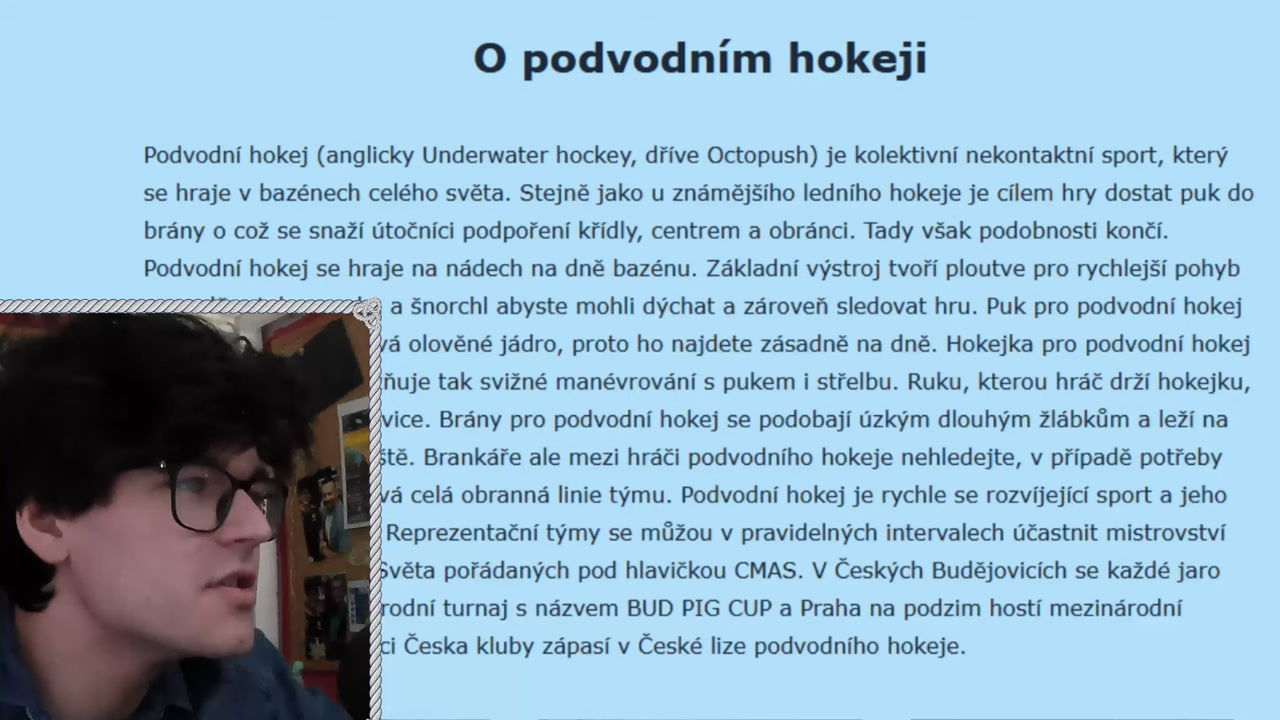 O podvodním hokeji
Podvodní hokej (anglicky Underwater hockey, dříve Octopush) je kolektivní nekontaktní sport, který
se hraje v bazénech celého světa. Stejně jako u známějšího ledního hokeje je cílem hry dostat puk do
brány o což se snaží útočníci podpoření křídly, centrem a obránci. Tady však podobnosti končí.
Podvodní hokej se hraje na nádech na dně bazénu. Základní výstroj tvoří ploutve pro rychlejší pohyb
a šnorchl abyste mohli dýchat a zároveň sledovat hru. Puk pro podvodní hokej
olověné jádro, proto ho najdete zásadně na dně. Hokejka pro podvodní hokej
tak svižné manévrování s pukem i střelbu. Ruku, kterou hráč drží hokejku,
Brány pro podvodní hokej se podobají úzkým dlouhým žlábkům a leží na
Brankáře ale mezi hráči podvodního hokeje nehledejte, v případě potřeby
celá obranná linie týmu. Podvodní hokej je rychle se rozvíjející sport a jeho
Reprezentační týmy se můžou v pravidelných intervalech účastnit mistrovství
Světa pořádaných pod hlavičkou CMAS. V Českých Budějovicích se každé jaro
turnaj s názvem BUD PIG CUP a Praha na podzim hostí mezinárodní
Česka kluby zápasí v České lize podvodního hokeje.